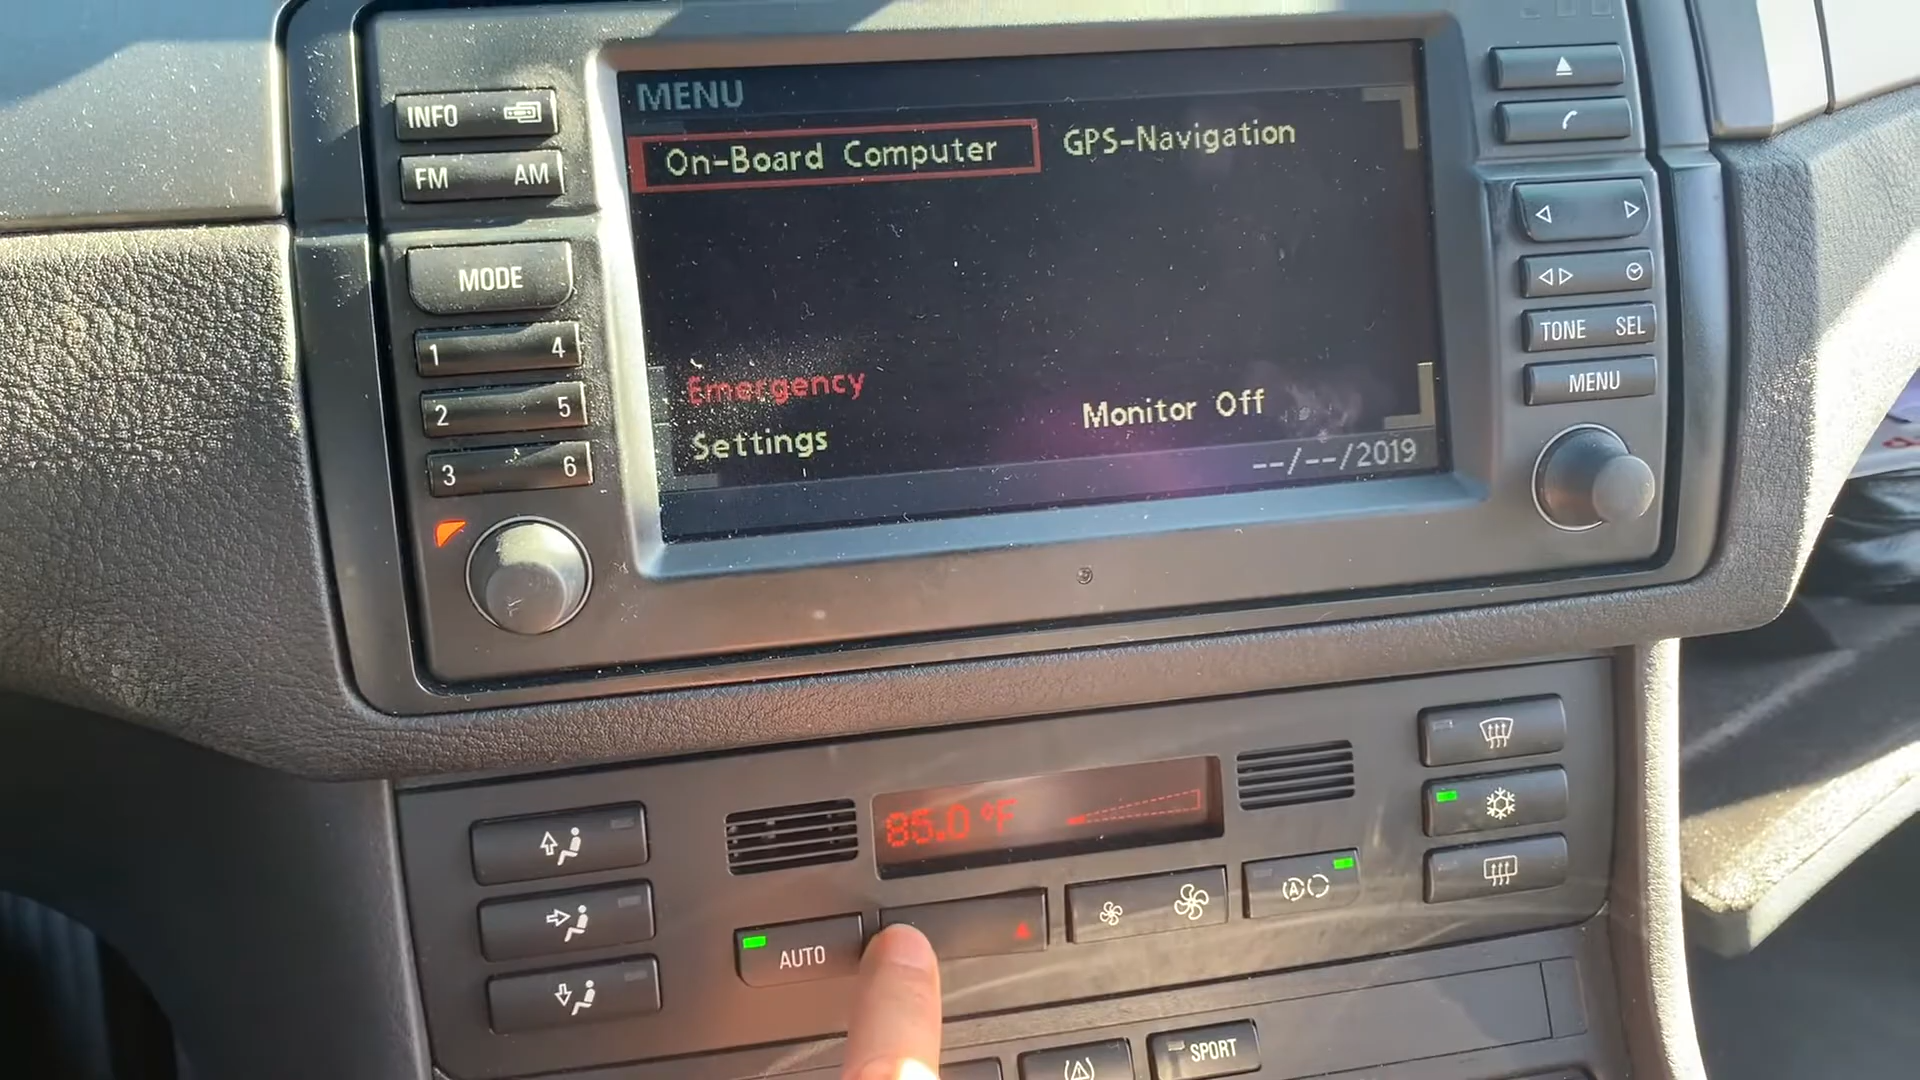 MENU
On-Board Computer
GPS-Navigation
Emergency
Monitor Off
Settings
--/--/2019
INFO
FM AM
MODE
1 4
2 5
3 6
TONE SEL
MENU
85.0 °F
AUTO
A
SPORT